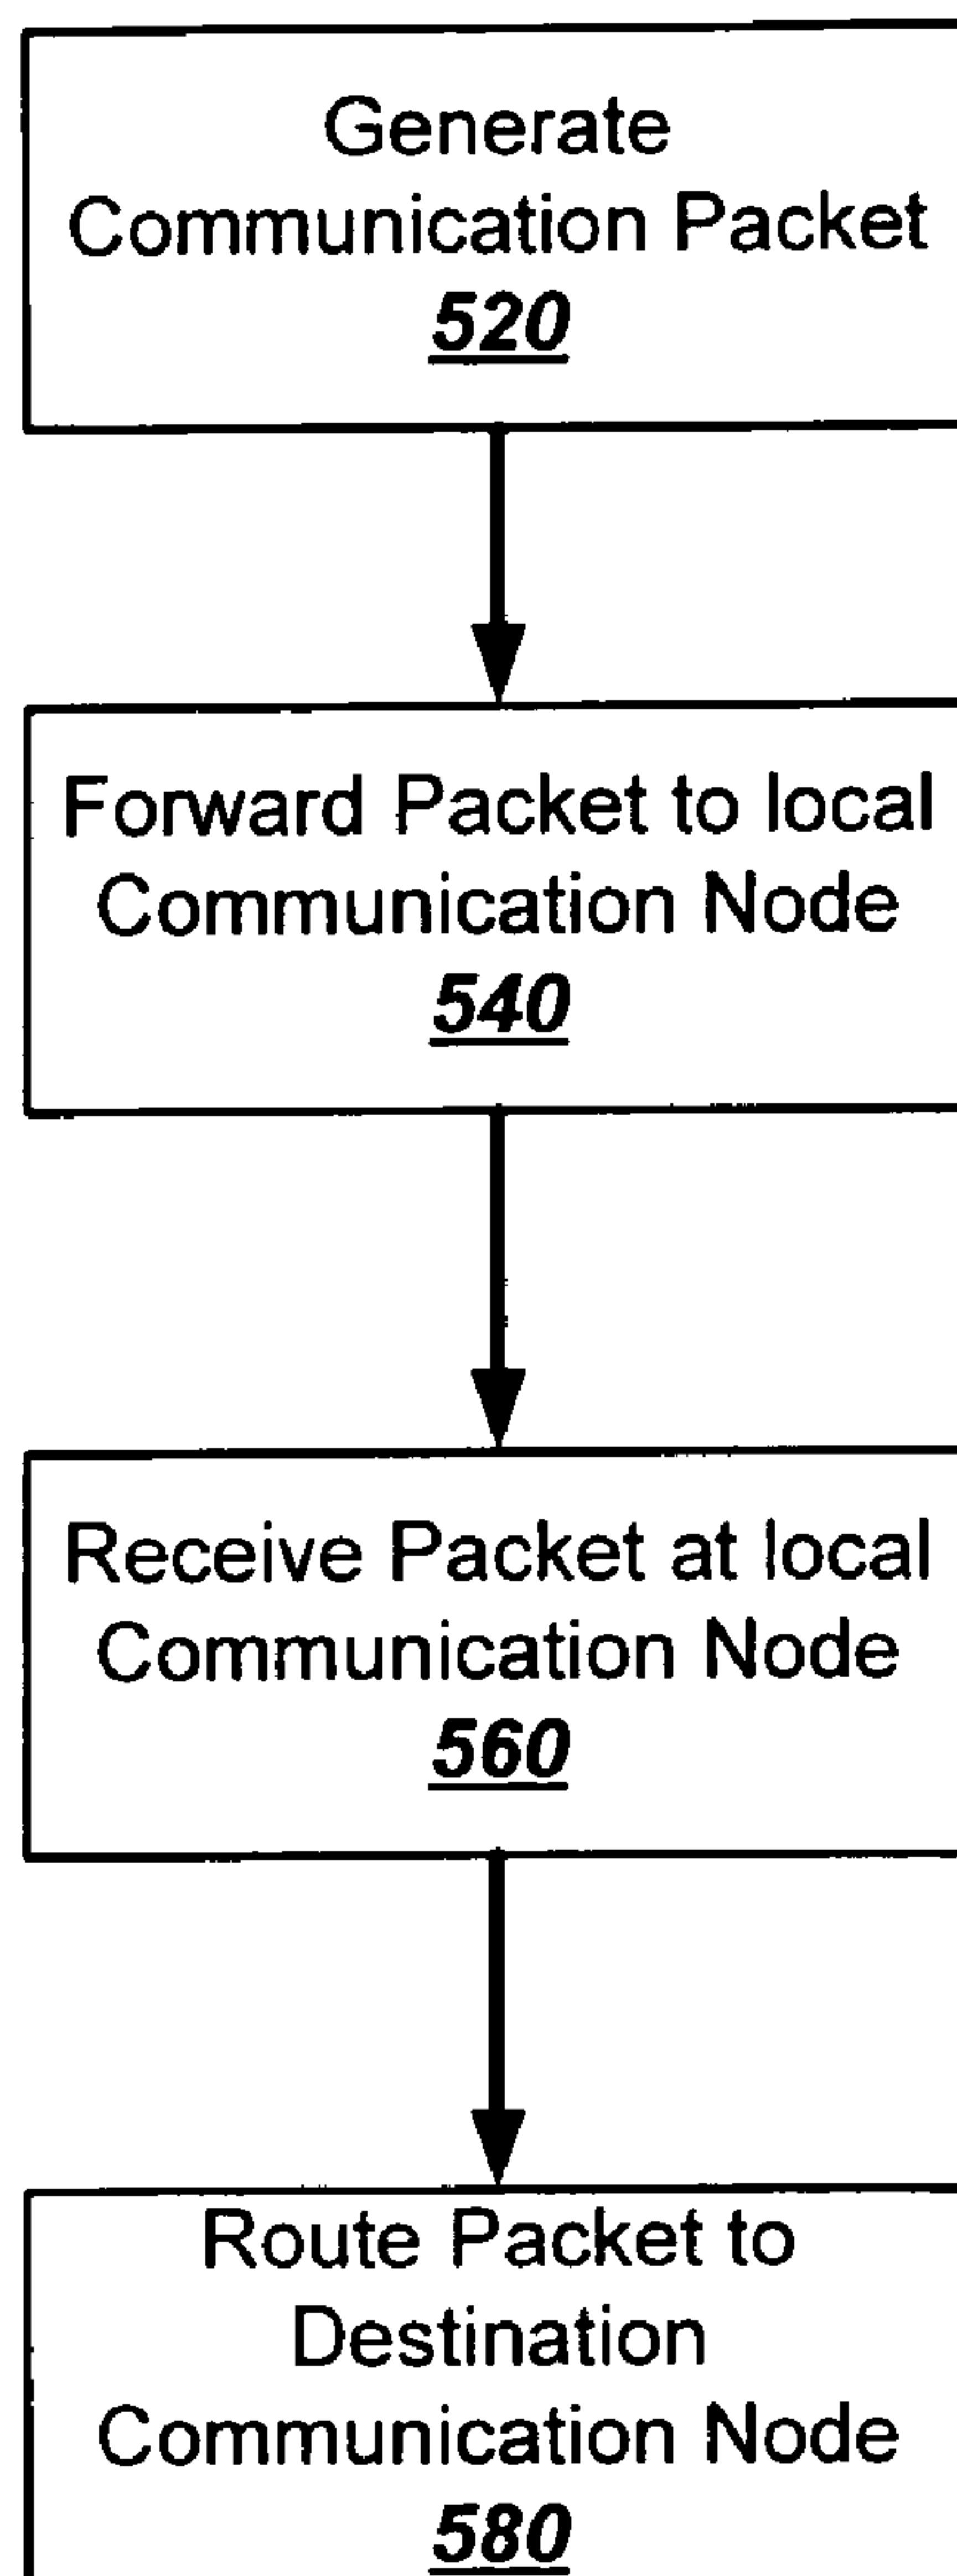 Generate
Communication Packet
520
Forward Packet to local
Communication Node
540
Receive Packet at local
Communication Node
560
Route Packet to
Destination
Communication Node
580